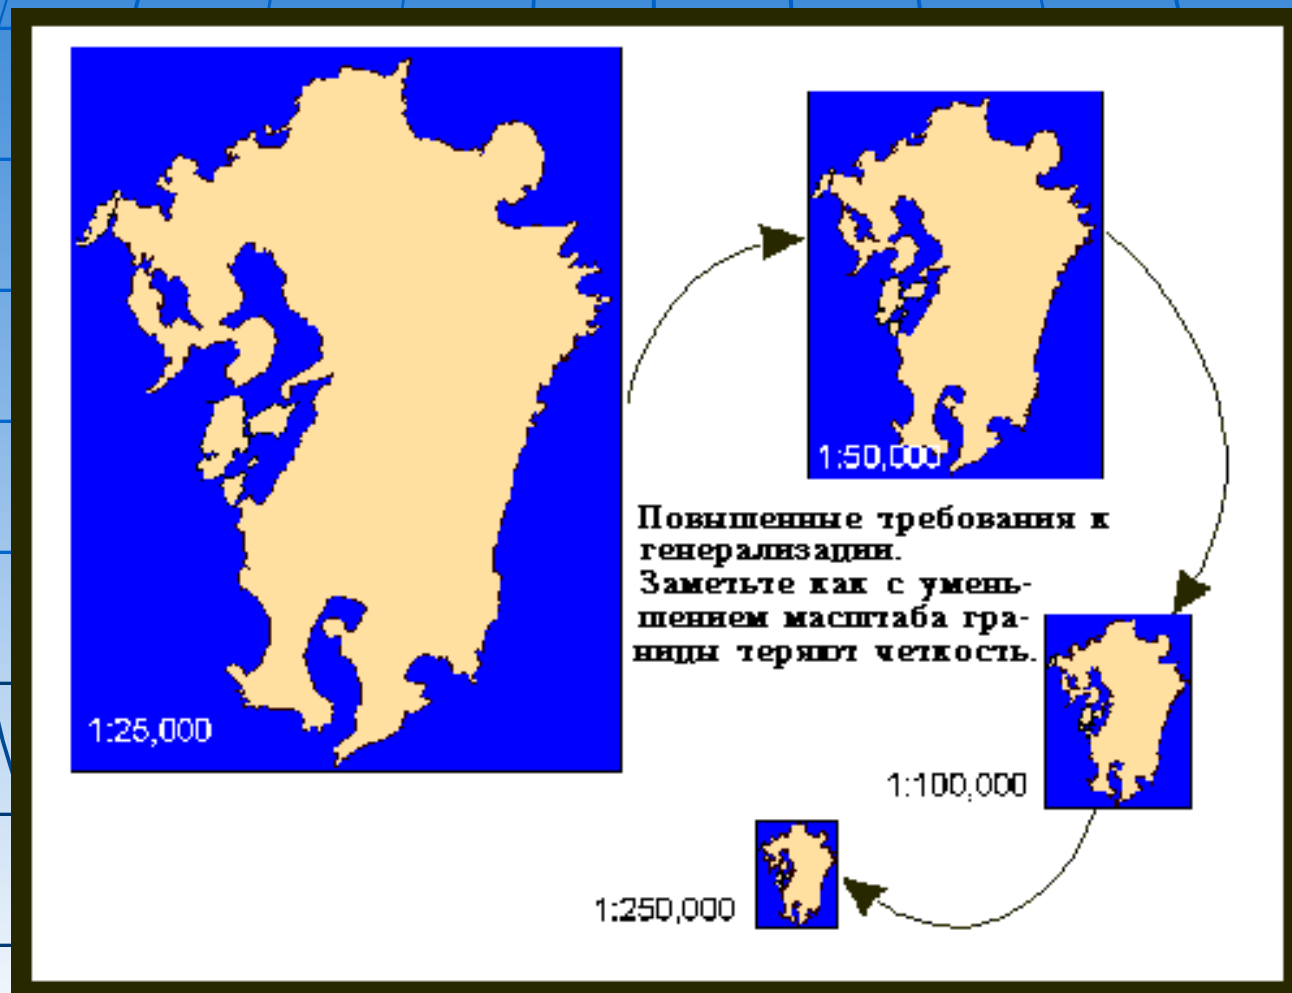 1:25,000
1:50,000
Повышенные требования к
генерализации.
Заметьте как с умень-
шением масштаба гра-
ницы теряют четкость.
1:100,000
1:250,000